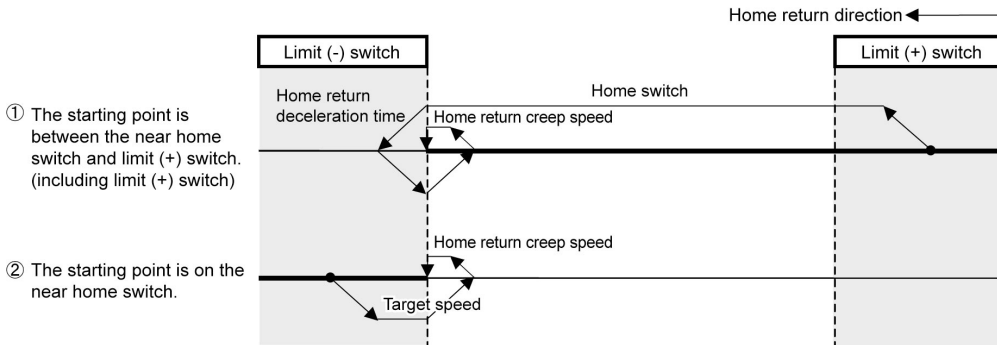 Home return direction
Limit (-) switch
Limit (+) switch
① The starting point is
between the near home
switch and limit (+) switch.
(including limit (+) switch)
Home return
deceleration time
Home switch
Home return creep speed
② The starting point is on the
near home switch.
Home return creep speed
Target speed